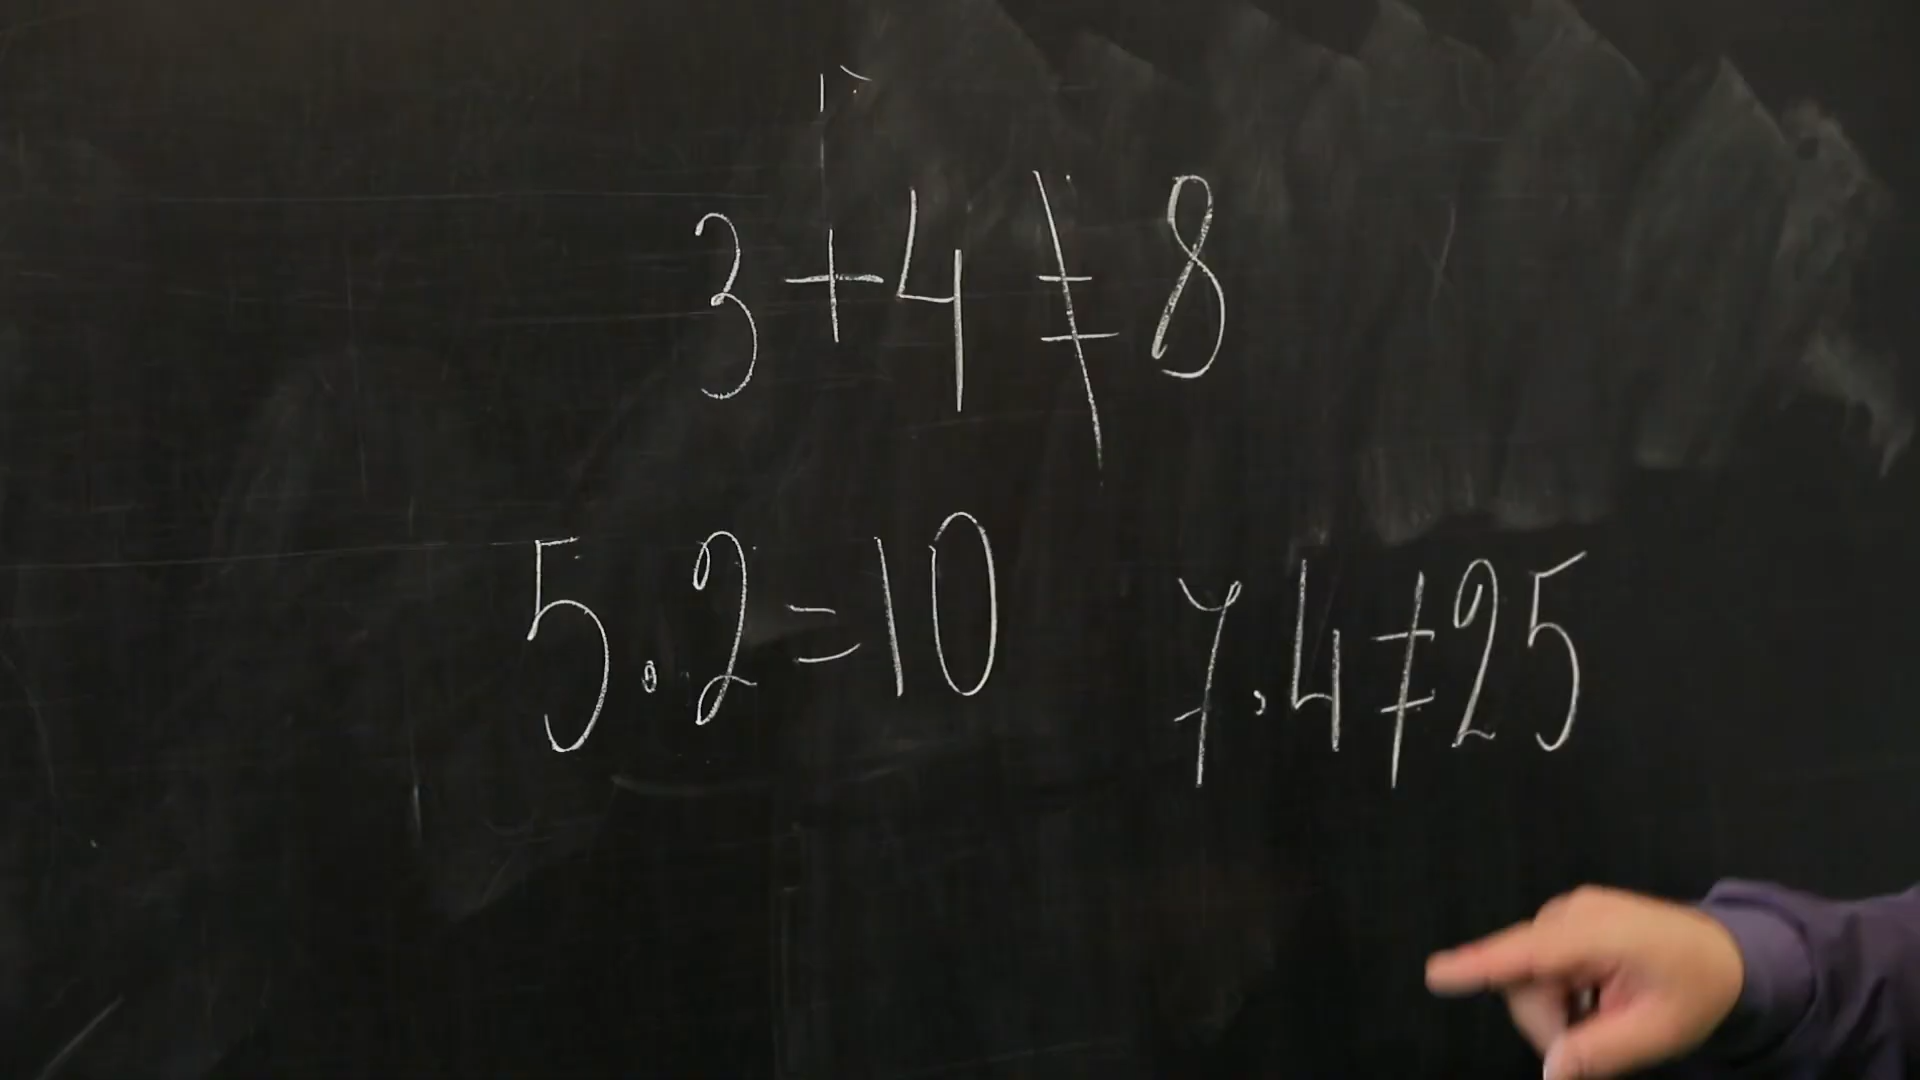 3 + 4 ≠ 8
5 . 2 = 10
7 . 4 ≠ 25